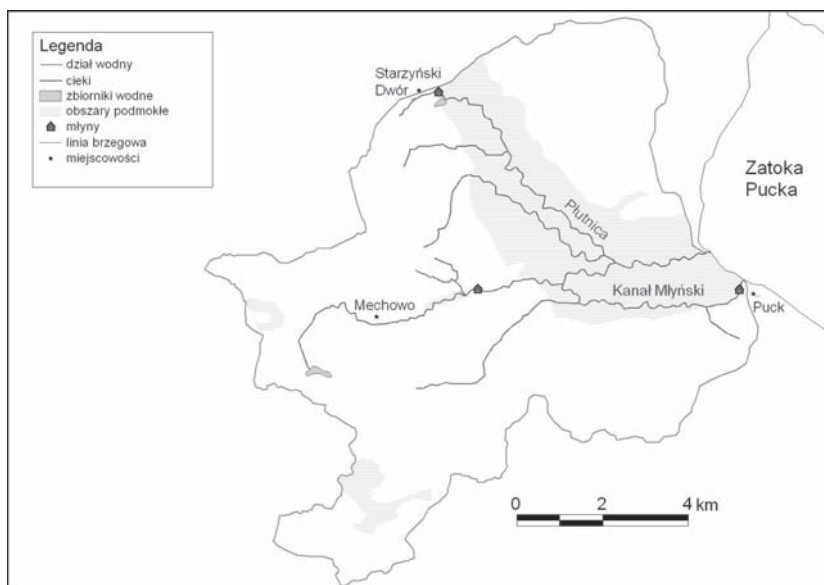 Legenda
dział wodny
cieki
zbiorniki wodne
obszary podmokłe
młyny
linia brzegowa
miejscowości
Starzyński
Dwór
Zatoka
Pucka
Płutnica
Kanał Młyński
Mechowo
Puck
0 2 4 km